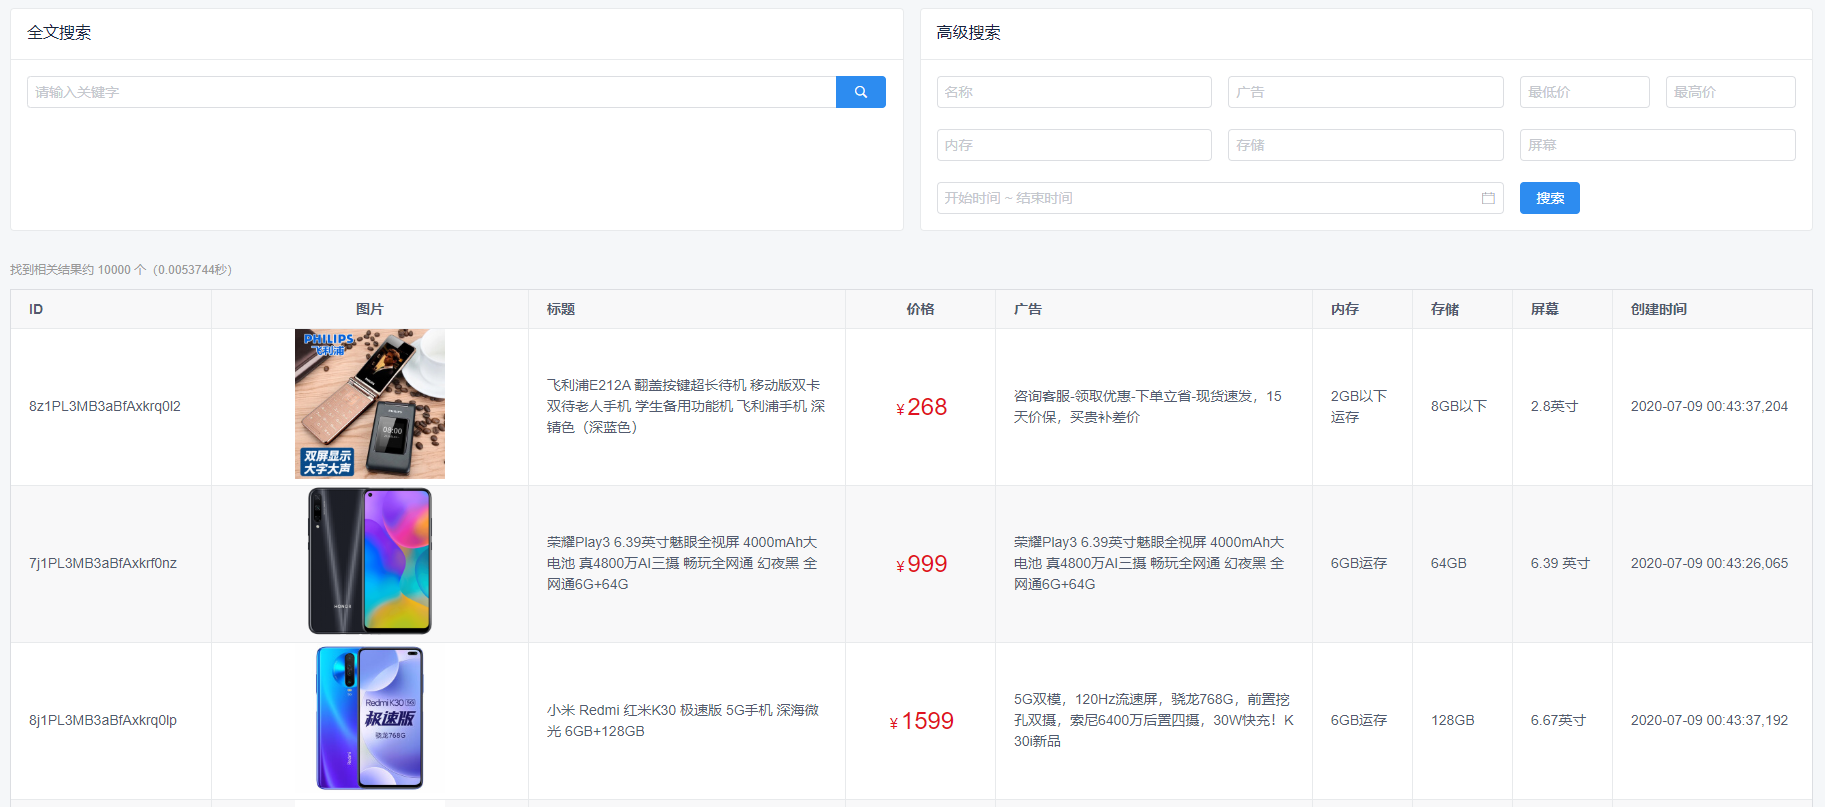 全文搜索
高级搜索
请输入关键字
名称
广告
最低价
最高价
内存
存储
屏幕
开始时间 ~ 结束时间
搜索
找到相关结果约 10000 个（0.0053744秒）
ID
图片
标题
价格
广告
内存
存储
屏幕
创建时间
8z1PL3MB3aBfAxkrq0I2
PHILIPS
飞利浦
08:00
双屏显示
大字大声
飞利浦E212A 翻盖按键超长待机 移动版双卡
双待老人手机 学生备用功能机 飞利浦手机 深
锖色（深蓝色）
¥ 268
咨询客服-领取优惠-下单立省-现货速发，15
天价保，买贵补差价
2GB以下
运存
8GB以下
2.8英寸
2020-07-09 00:43:37,204
7j1PL3MB3aBfAxkrf0nz
HONOR
荣耀Play3 6.39英寸魅眼全视屏 4000mAh大
电池 真4800万AI三摄 畅玩全网通 幻夜黑 全
网通6G+64G
¥ 999
荣耀Play3 6.39英寸魅眼全视屏 4000mAh大
电池 真4800万AI三摄 畅玩全网通 幻夜黑 全
网通6G+64G
6GB运存
64GB
6.39 英寸
2020-07-09 00:43:26,065
8j1PL3MB3aBfAxkrq0lp
Redmi K30 5G
极速版
骁龙768G
Redmi
小米 Redmi 红米K30 极速版 5G手机 深海微
光 6GB+128GB
¥ 1599
5G双模，120Hz流速屏，骁龙768G，前置挖
孔双摄，索尼6400万后置四摄，30W快充！K
30i新品
6GB运存
128GB
6.67英寸
2020-07-09 00:43:37,192